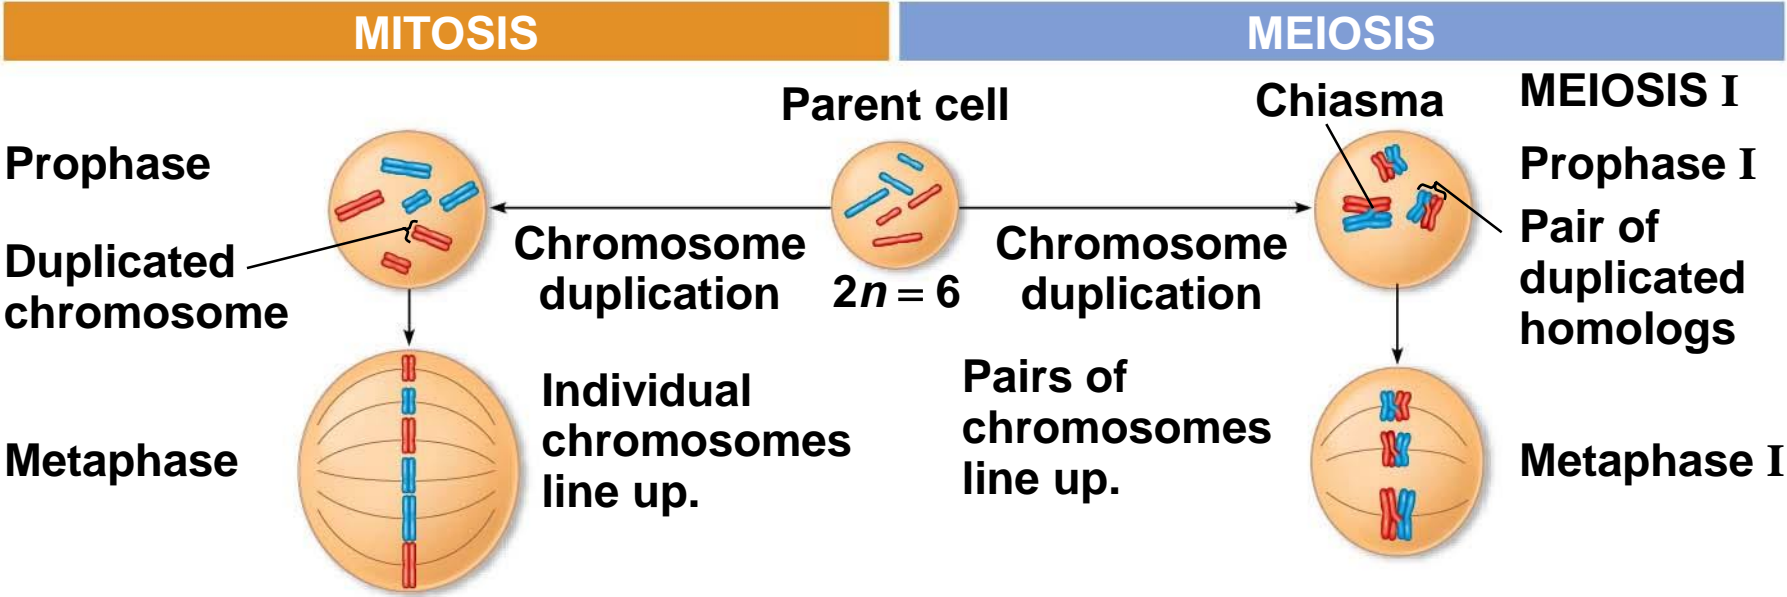 MITOSIS
MEIOSIS
Parent cell
Chiasma
MEIOSIS I
Prophase
Prophase I
Duplicated
chromosome
Chromosome
duplication
2n = 6
Chromosome
duplication
Pair of
duplicated
homologs
Metaphase
Individual
chromosomes
line up.
Pairs of
chromosomes
line up.
Metaphase I